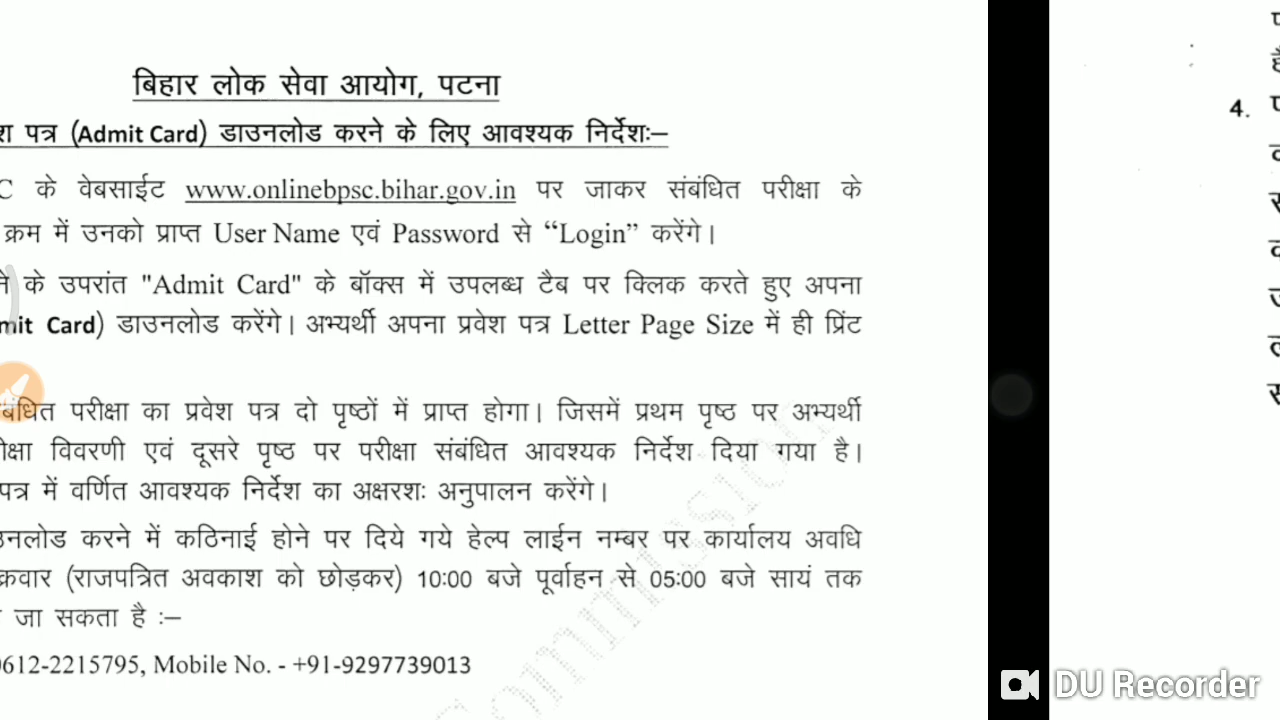 बिहार लोक सेवा आयोग, पटना
पत्र (Admit Card) डाउनलोड करने के लिए आवश्यक निर्देशः–
C के वेबसाईट www.onlinebpsc.bihar.gov.in पर जाकर संबंधित परीक्षा के
क्रम में उनको प्राप्त User Name एवं Password से “Login” करेंगे।
के उपरांत "Admit Card" के बॉक्स में उपलब्ध टैब पर क्लिक करते हुए अपना
mit Card) डाउनलोड करेंगे। अभ्यर्थी अपना प्रवेश पत्र Letter Page Size में ही प्रिंट
बंधित परीक्षा का प्रवेश पत्र दो पृष्ठों में प्राप्त होगा। जिसमें प्रथम पृष्ठ पर अभ्यर्थी
क्षा विवरणी एवं दूसरे पृष्ठ पर परीक्षा संबंधित आवश्यक निर्देश दिया गया है।
पत्र में वर्णित आवश्यक निर्देश का अक्षरशः अनुपालन करेंगे।
उनलोड करने में कठिनाई होने पर दिये गये हेल्प लाईन नम्बर पर कार्यालय अवधि
क्रवार (राजपत्रित अवकाश को छोड़कर) 10:00 बजे पूर्वाहन से 05:00 बजे सायं तक
जा सकता है :–
0612-2215795, Mobile No. - +91-9297739013
Commission
4.
DU Recorder